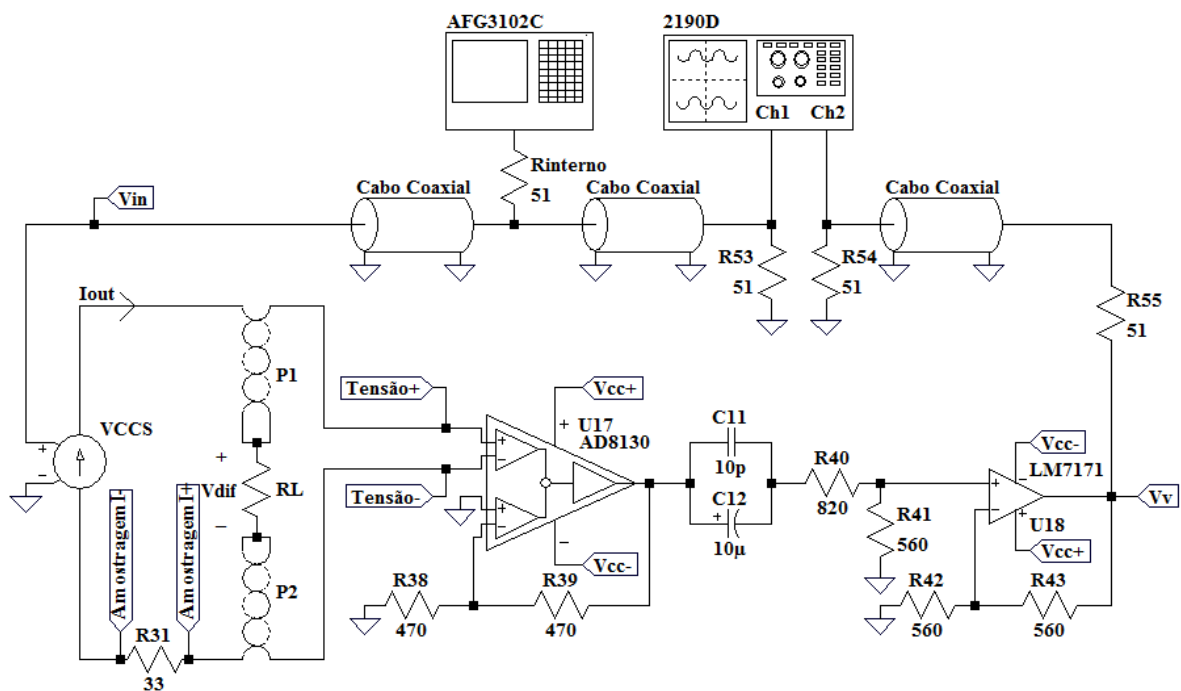 AFG3102C
2190D
Ch1
Ch2
Rinterno
51
Cabo Coaxial
Cabo Coaxial
Cabo Coaxial
Vin
R53
51
R54
51
R55
51
Iout
P1
VCCS
+
-
+
Vdif
-
RL
P2
Amostragem I-
Amostragem I+
R31
33
Tensão+
Tensão-
Vcc+
+
U17
AD8130
+
-
+
-
-
Vcc-
R38
470
R39
470
C11
10p
+
C12
10µ
R40
820
R41
560
Vcc-
-
LM7171
+
-
+
U18
Vcc+
Vv
R42
560
R43
560